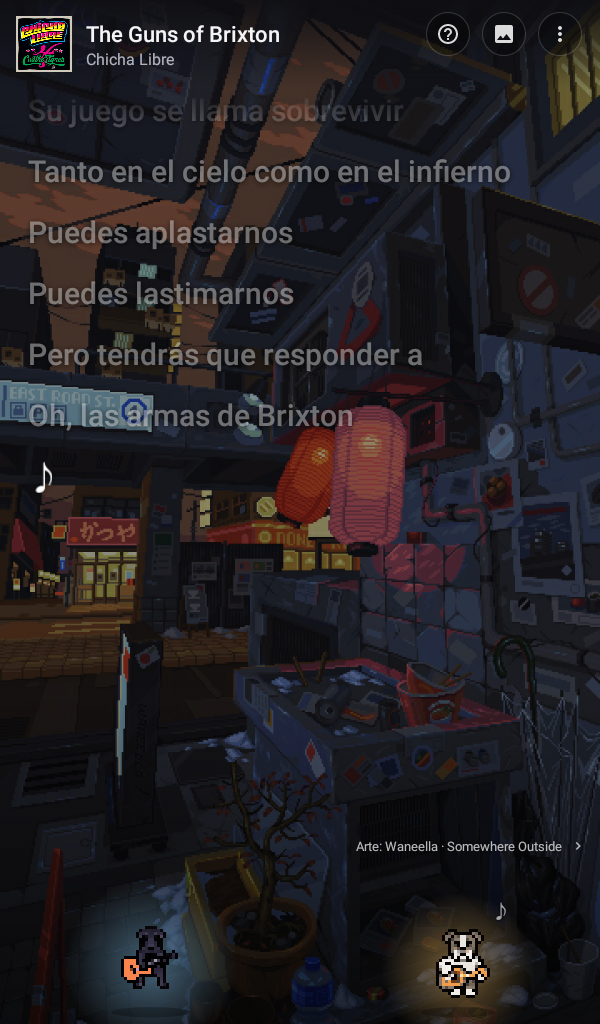 The Guns of Brixton
Chicha Libre
Su juego se llama sobrevivir
Tanto en el cielo como en el infierno
Puedes aplastarnos
Puedes lastimarnos
Pero tendrás que responder a
EAST ROAD ST.
Oh, las armas de Brixton
かつや
Arte: Waneella · Somewhere Outside